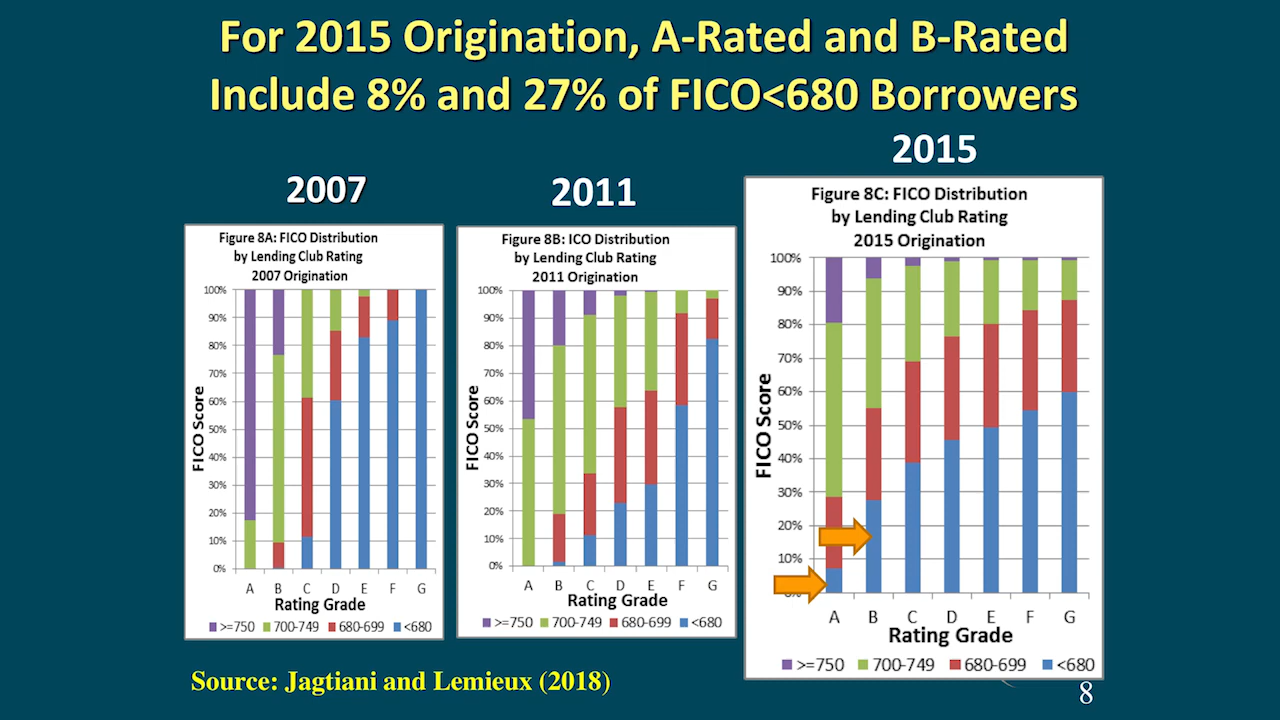 For 2015 Origination, A-Rated and B-Rated
Include 8% and 27% of FICO<680 Borrowers
2007
Figure 8A: FICO Distribution
by Lending Club Rating
2007 Origination
100%
90%
80%
70%
60%
50%
40%
30%
20%
10%
0%
FICO Score
A B C D E F G
Rating Grade
>=750 700-749 680-699 <680
2011
Figure 8B: ICO Distribution
by Lending Club Rating
2011 Origination
100%
90%
80%
70%
60%
50%
40%
30%
20%
10%
0%
FICO Score
A B C D E F G
Rating Grade
>=750 700-749 680-699 <680
2015
Figure 8C: FICO Distribution
by Lending Club Rating
2015 Origination
100%
90%
80%
70%
60%
50%
40%
30%
20%
10%
0%
FICO Score
A B C D E F G
Rating Grade
>=750 700-749 680-699 <680
Source: Jagtiani and Lemieux (2018)
8